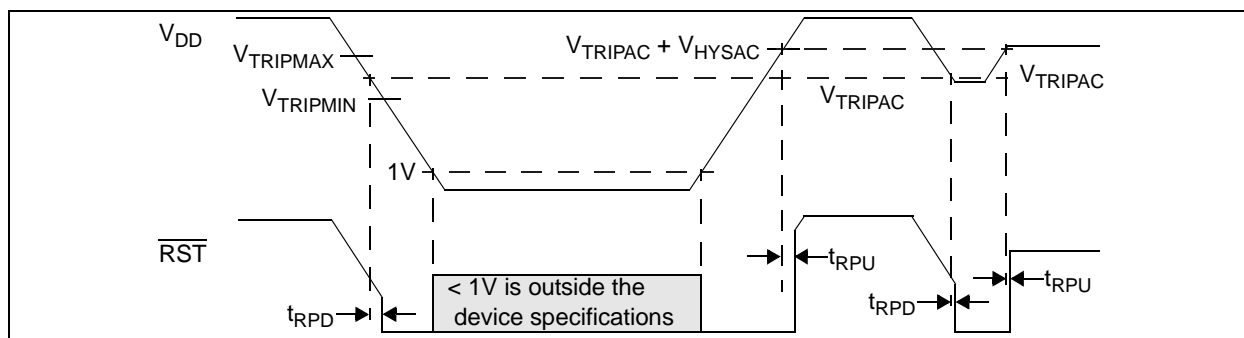 VDD
VTRIPMAX
VTRIPMIN
1V
VTRIPAC + VHYSAC
VTRIPAC
VTRIPAC
RST
tRPD
< 1V is outside the
device specifications
tRPU
tRPD
tRPU